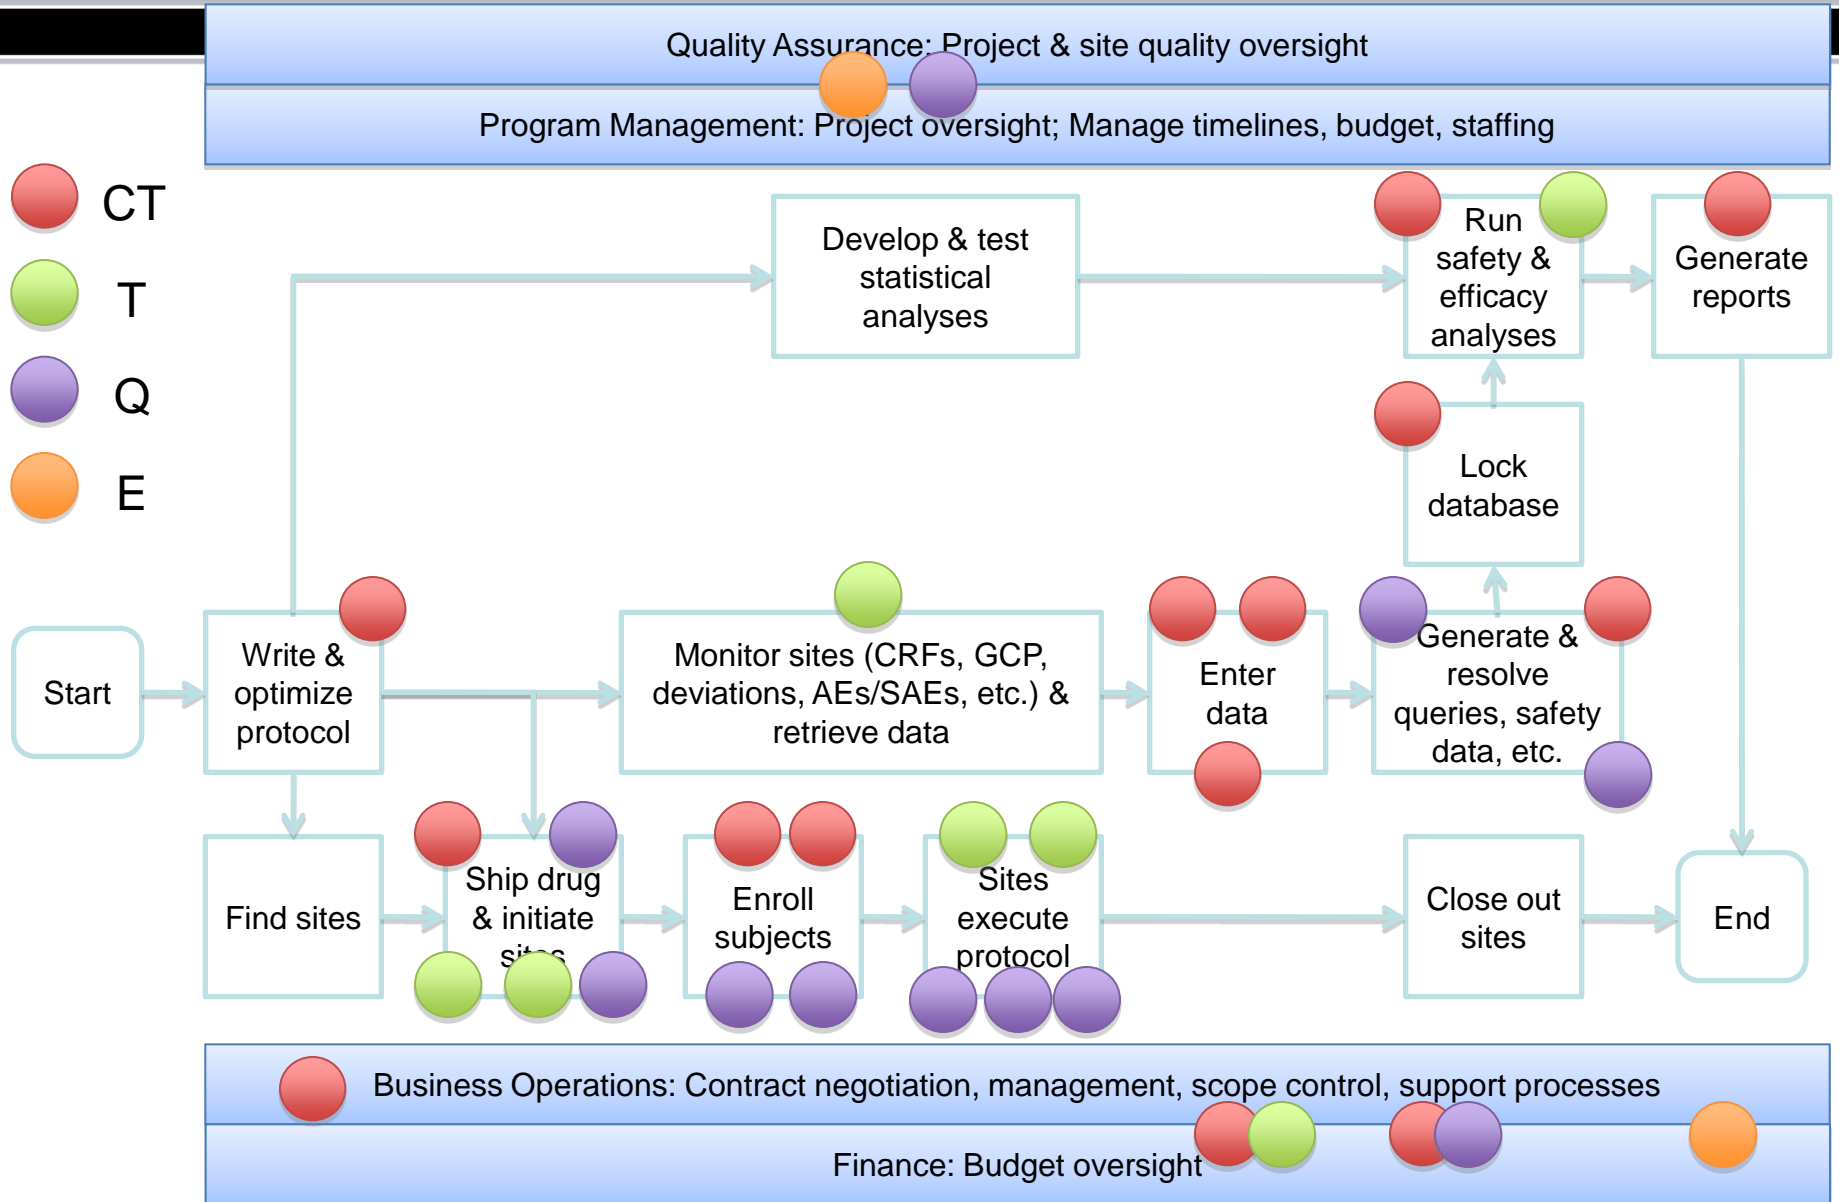 Quality Assurance: Project & site quality oversight
Program Management: Project oversight; Manage timelines, budget, staffing
CT
T
Q
E
Develop & test
statistical
analyses
Run
safety &
efficacy
analyses
Generate
reports
Lock
database
Start
Write &
optimize
protocol
Monitor sites (CRFs, GCP,
deviations, AEs/SAEs, etc.) &
retrieve data
Enter
data
Generate &
resolve
queries, safety
data, etc.
Find sites
Ship drug
& initiate
sites
Enroll
subjects
Sites
execute
protocol
Close out
sites
End
Business Operations: Contract negotiation, management, scope control, support processes
Finance: Budget oversight